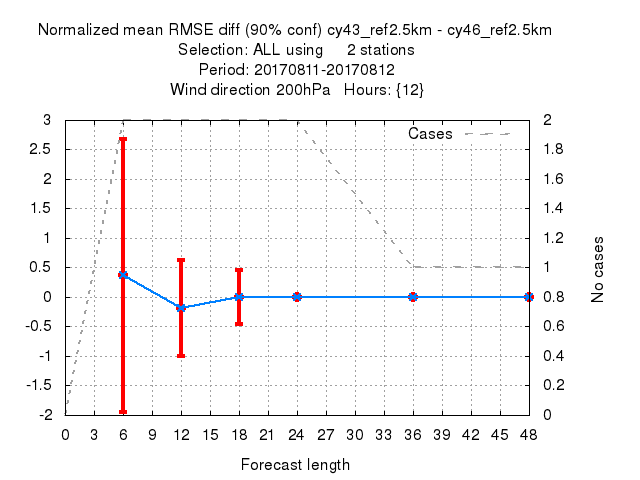 Normalized mean RMSE diff (90% conf) cy43_ref2.5km - cy46_ref2.5km
Selection: ALL using 2 stations
Period: 20170811-20170812
Wind direction 200hPa Hours: {12}
Cases
3
2.5
2
1.5
1
0.5
0
-0.5
-1
-1.5
-2
2
1.8
1.6
1.4
1.2
1
0.8
0.6
0.4
0.2
0
No cases
0 3 6 9 12 15 18 21 24 27 30 33 36 39 42 45 48
Forecast length